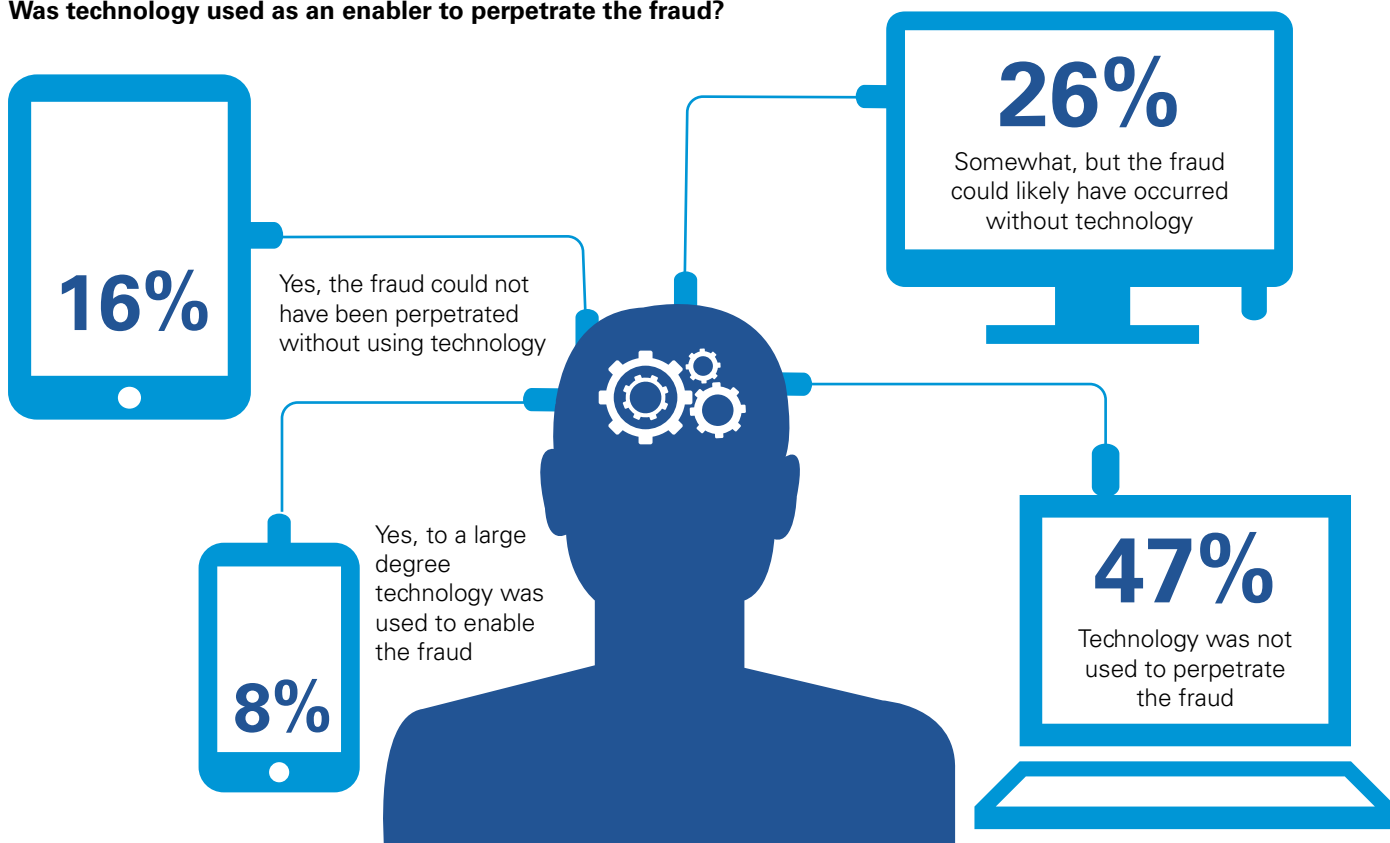 Was technology used as an enabler to perpetrate the fraud?
16%
Yes, the fraud could not
have been perpetrated
without using technology
26%
Somewhat, but the fraud
could likely have occurred
without technology
8%
Yes, to a large
degree
technology was
used to enable
the fraud
47%
Technology was not
used to perpetrate
the fraud